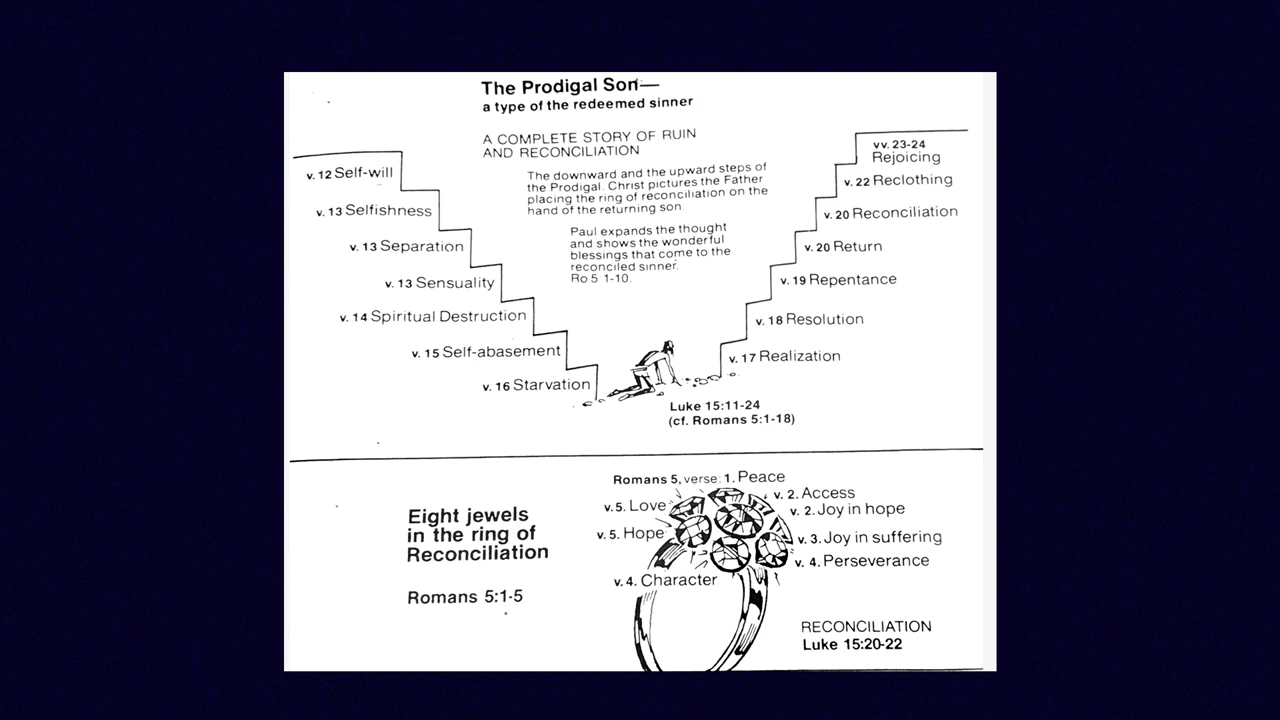 The Prodigal Son—
a type of the redeemed sinner
A COMPLETE STORY OF RUIN
AND RECONCILIATION
The downward and the upward steps of
the Prodigal. Christ pictures the Father
placing the ring of reconciliation on the
hand of the returning son.
Paul expands the thought
and shows the wonderful
blessings that come to the
reconciled sinner.
Ro 5 1-10.
v. 12 Self-will
v. 13 Selfishness
v. 13 Separation
v. 13 Sensuality
v. 14 Spiritual Destruction
v. 15 Self-abasement
v. 16 Starvation
vv. 23-24
Rejoicing
v. 22 Reclothing
v. 20 Reconciliation
v. 20 Return
v. 19 Repentance
v. 18 Resolution
v. 17 Realization
Luke 15:11-24
(cf. Romans 5:1-18)
Eight jewels
in the ring of
Reconciliation
Romans 5:1-5
Romans 5, verse: 1. Peace
v. 2. Access
v. 2. Joy in hope
v. 3. Joy in suffering
v. 4. Perseverance
v. 4. Character
v. 5. Hope
v. 5. Love
RECONCILIATION
Luke 15:20-22